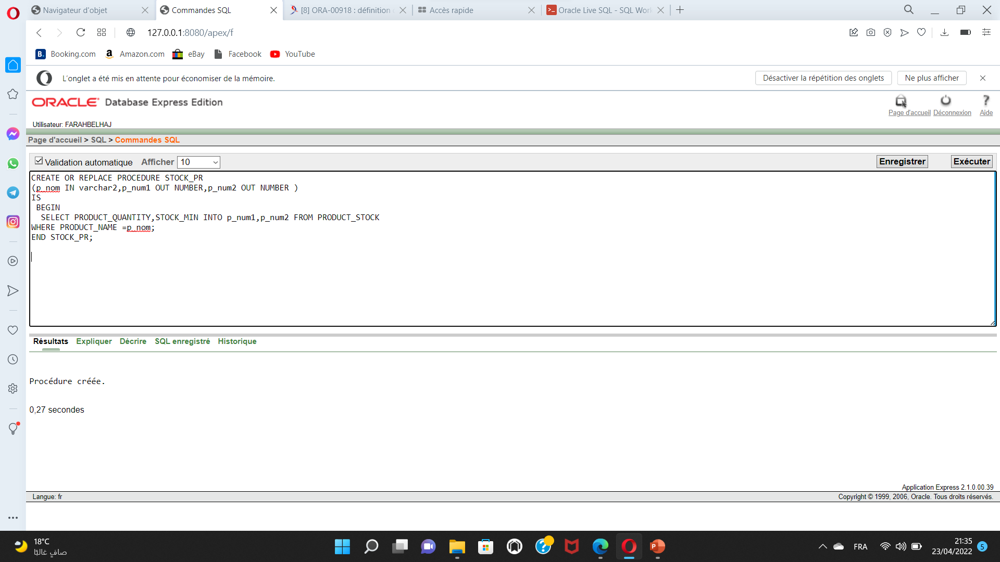 Navigateur d'objet
Commandes SQL
[8] ORA-00918 : définition
Accès rapide
Oracle Live SQL - SQL Work
127.0.0.1:8080/apex/f
B. Booking.com
a Amazon.com
eBay
Facebook
YouTube
L'onglet a été mis en attente pour économiser de la mémoire.
Désactiver la répétition des onglets
Ne plus afficher
ORACLE Database Express Edition
Page d'accueil
Déconnexion
Aide
Utilisateur: FARAHBELHAJ
Page d'accueil > SQL > Commandes SQL
Validation automatique
Afficher 10
Enregistrer
Exécuter
CREATE OR REPLACE PROCEDURE STOCK_PR
(p_nom IN varchar2,p_num1 OUT NUMBER,p_num2 OUT NUMBER )
IS
BEGIN
SELECT PRODUCT_QUANTITY,STOCK_MIN INTO p_num1,p_num2 FROM PRODUCT_STOCK
WHERE PRODUCT_NAME =p_nom;
END STOCK_PR;
Résultats
Expliquer
Décrire
SQL enregistré
Historique
Procédure créée.
0,27 secondes
Application Express 2.1.0.00.39
Langue: fr
Copyright © 1999, 2006, Oracle. Tous droits réservés.
18°C
صافٍ غالبًا
FRA
21:35
23/04/2022
5